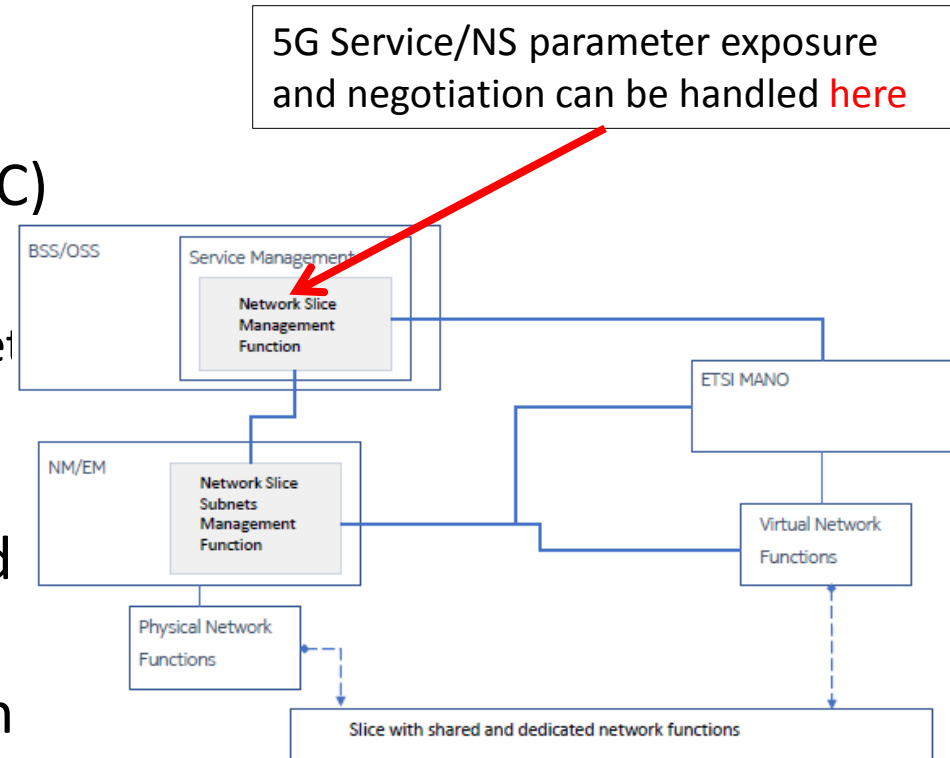 5G Service/NS parameter exposure
and negotiation can be handled here
C)
BSS/OSS
Service Management
Network Slice
Management
Function
ETSI MANO
NM/EM
Network Slice
Subnets
Management
Function
Virtual Network
Functions
Physical Network
Functions
Slice with shared and dedicated network functions